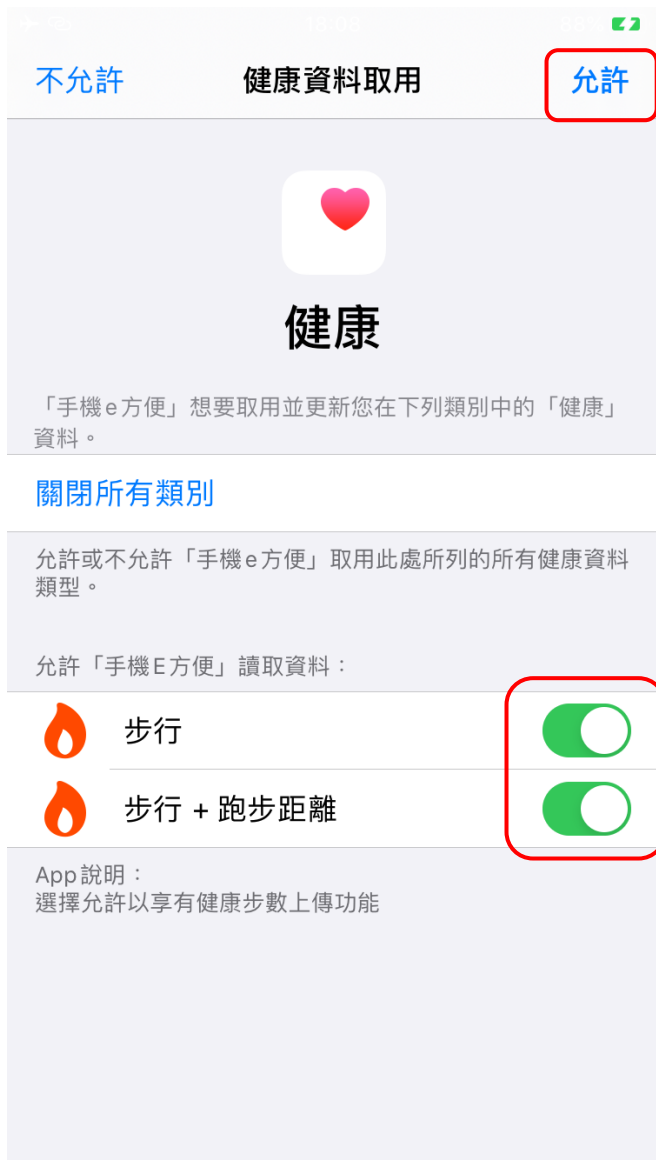 不允許 健康資料取用 允許
健康
「手機e方便」想要取用並更新您在下列類別中的「健康」
資料。
關閉所有類別
允許或不允許「手機e方便」取用此處所列的所有健康資料
類型。
允許「手機E方便」讀取資料：
步行
步行 + 跑步距離
App說明：
選擇允許以享有健康步數上傳功能